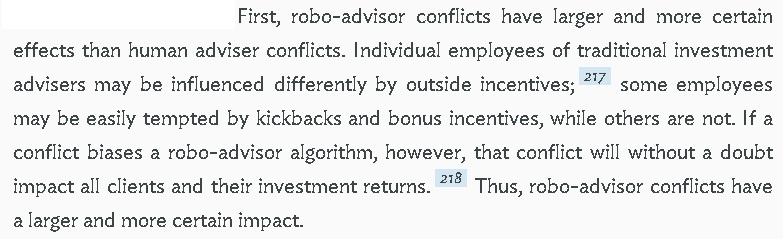 First, robo-advisor conflicts have larger and more certain
effects than human adviser conflicts. Individual employees of traditional investment
advisers may be influenced differently by outside incentives; 217 some employees
may be easily tempted by kickbacks and bonus incentives, while others are not. If a
conflict biases a robo-advisor algorithm, however, that conflict will without a doubt
impact all clients and their investment returns. 218 Thus, robo-advisor conflicts have
a larger and more certain impact.